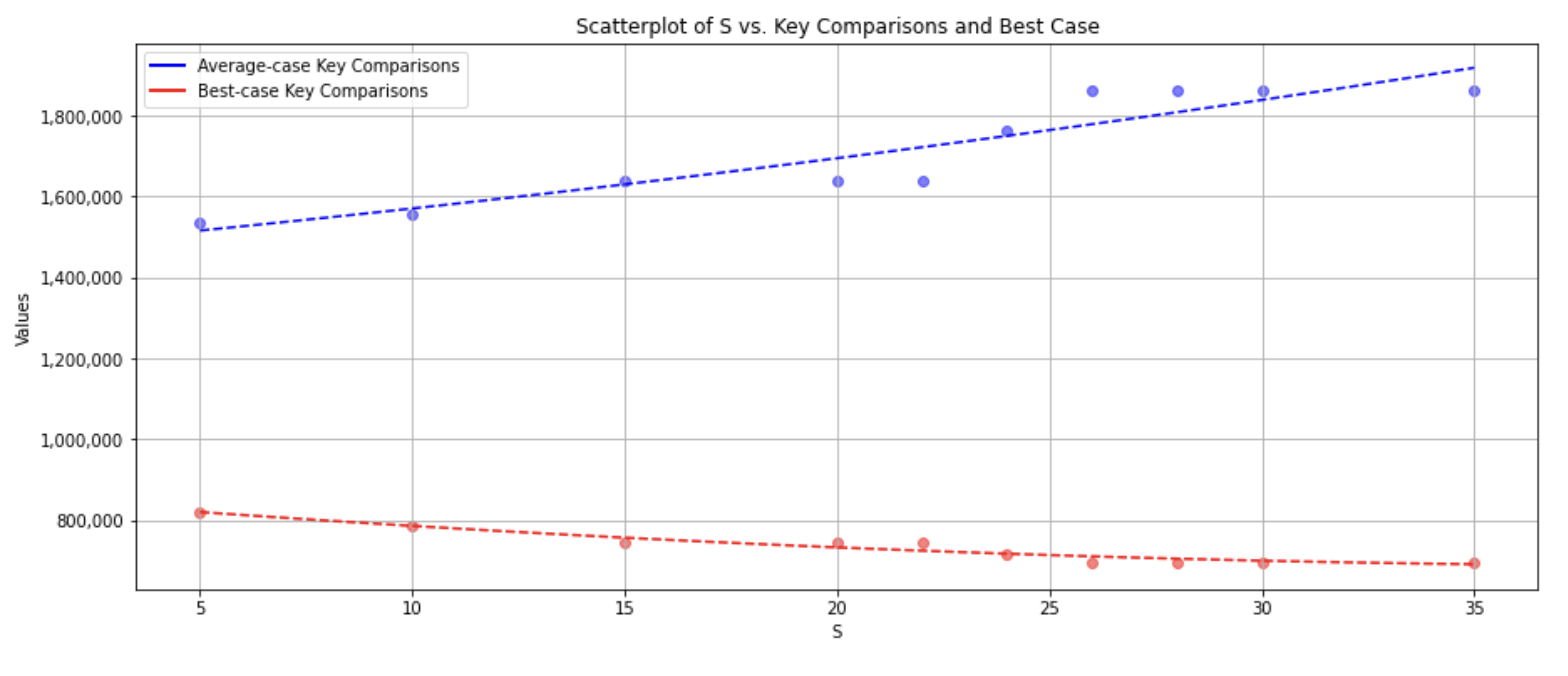 Scatterplot of S vs. Key Comparisons and Best Case
Average-case Key Comparisons
Best-case Key Comparisons
Values
1,800,000
1,600,000
1,400,000
1,200,000
1,000,000
800,000
5 10 15 20 25 30 35
S